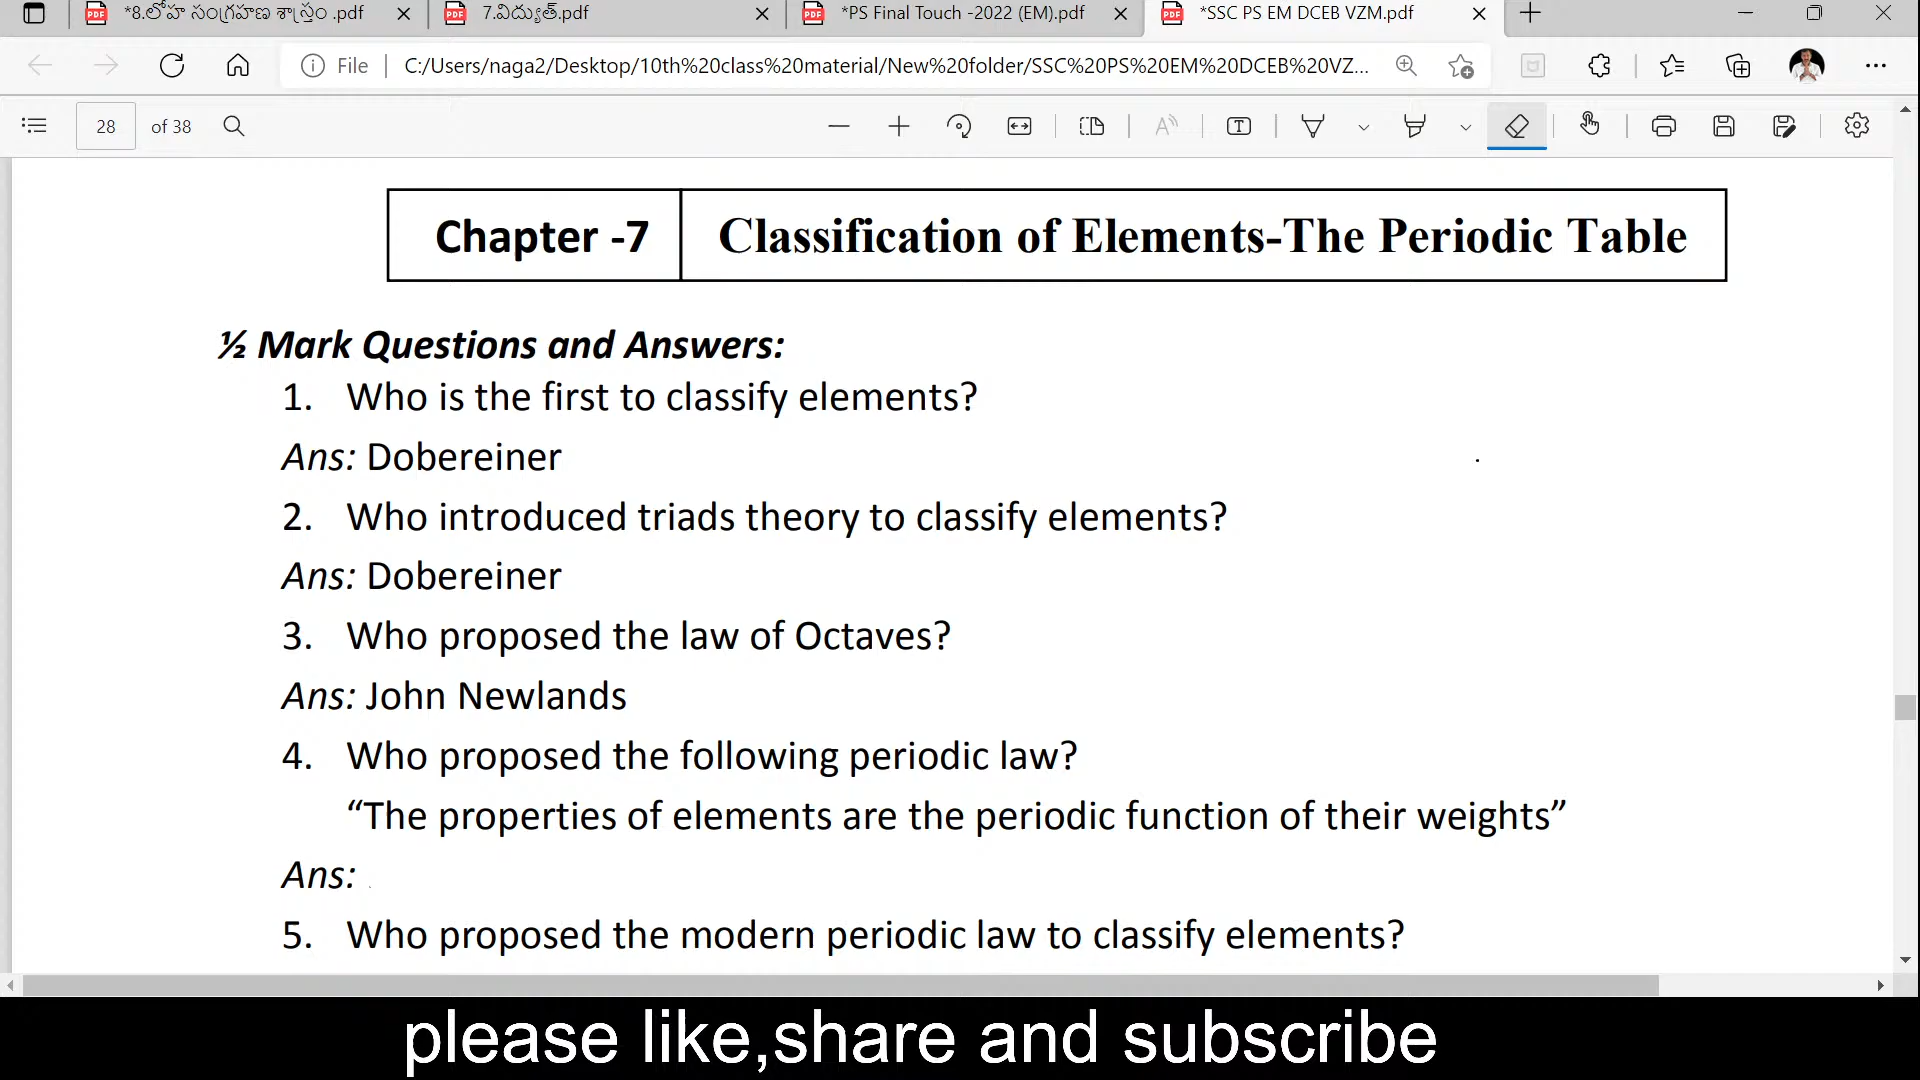 *8.లోహ సంగ్రహణ శాస్త్రం .pdf
7.విద్యుత్.pdf
*PS Final Touch -2022 (EM).pdf
*SSC PS EM DCEB VZM.pdf
File
C:/Users/naga2/Desktop/10th%20class%20material/New%20folder/SSC%20PS%20EM%20DCEB%20VZ...
28 of 38
Chapter -7 Classification of Elements-The Periodic Table
½ Mark Questions and Answers:
1. Who is the first to classify elements?
Ans: Dobereiner
2. Who introduced triads theory to classify elements?
Ans: Dobereiner
3. Who proposed the law of Octaves?
Ans: John Newlands
4. Who proposed the following periodic law?
“The properties of elements are the periodic function of their weights”
Ans:
5. Who proposed the modern periodic law to classify elements?
please like,share and subscribe